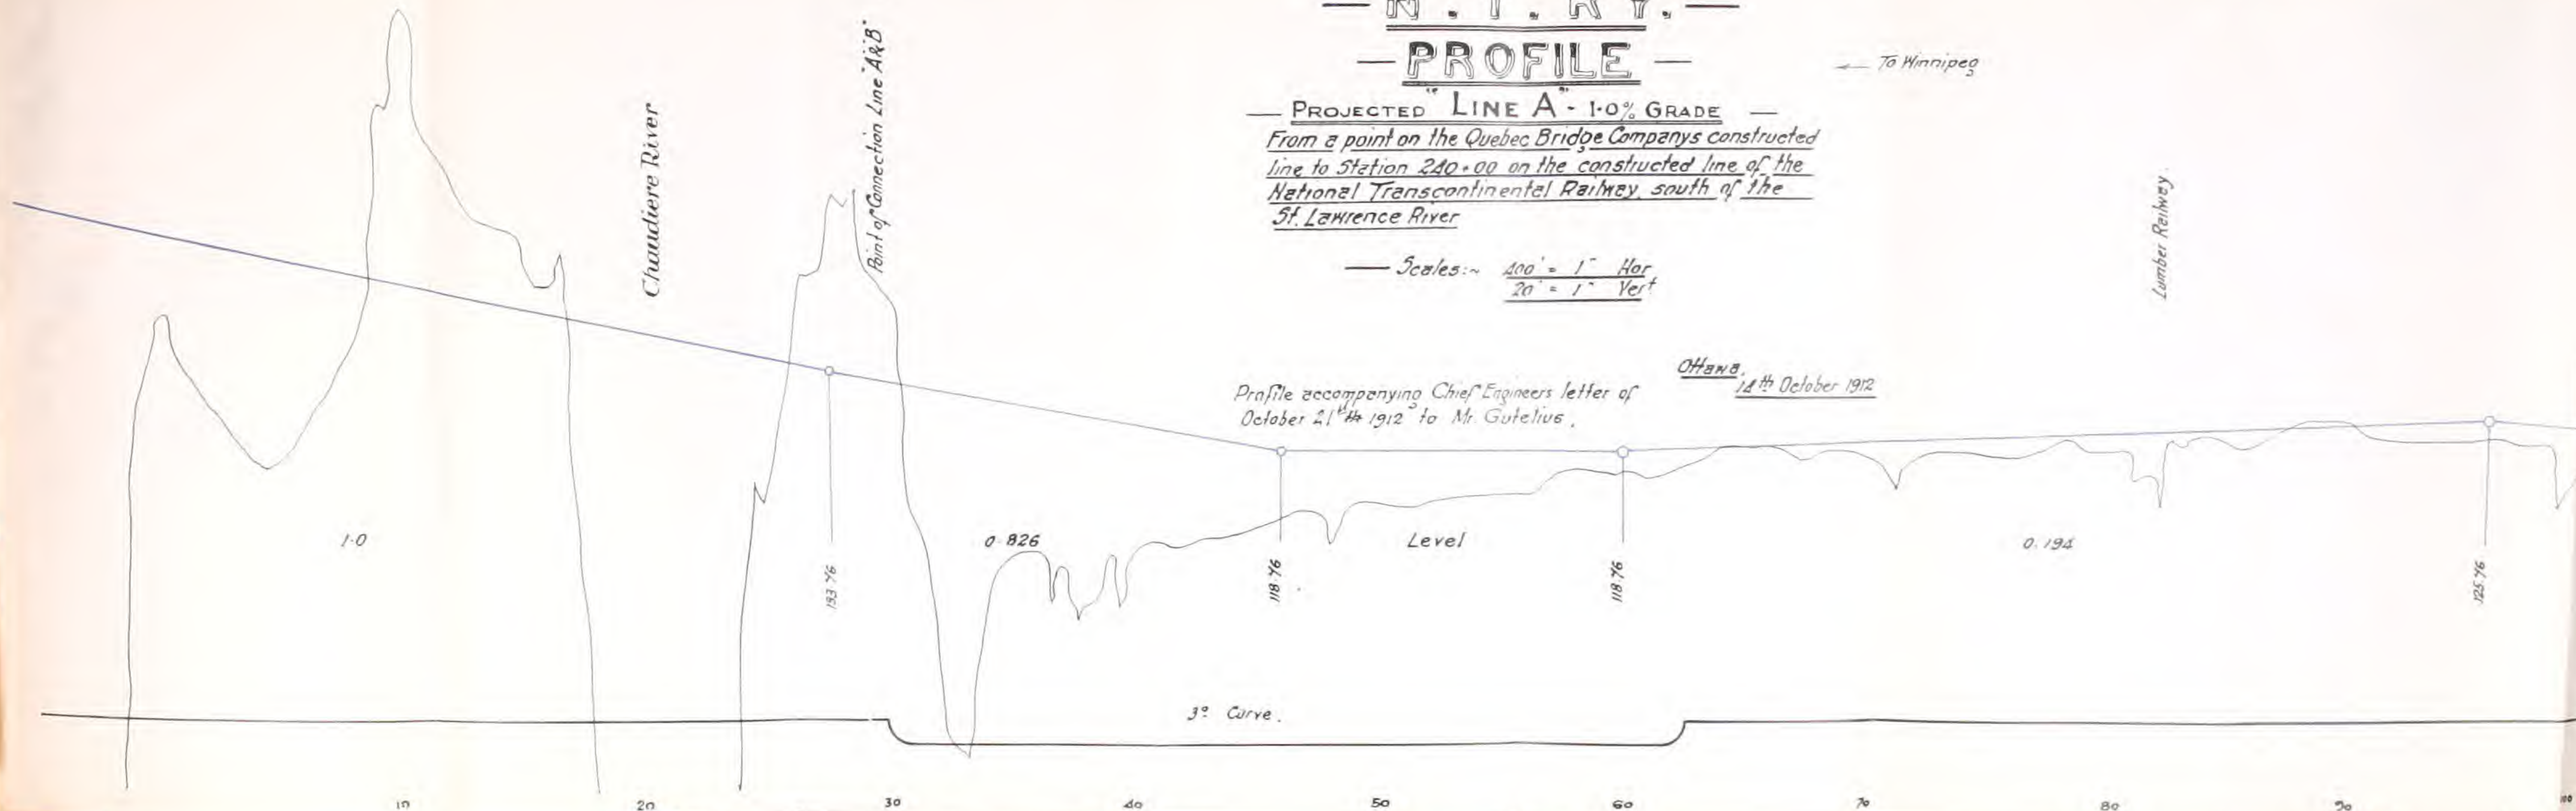 N. T. RY.
PROFILE
PROJECTED "LINE A" - 1·0% GRADE
From a point on the Quebec Bridge Companys constructed
line to Station 240+00 on the constructed line of the
National Transcontinental Railway, south of the
St. Lawrence River
Scales:~ 400' = 1" Hor
20' = 1" Vert
To Winnipeg
Chaudiere River
Point of Connection Line "A&B"
Lumber Railway.
Ottawa,
14th October 1912
Profile accompanying Chief Engineers letter of
October 21st 1912 to Mr. Gutelius.
1·0
0·826
Level
0.194
133.76
118.76
118.76
125.76
3° Curve.
10 20 30 40 50 60 70 80 90 100